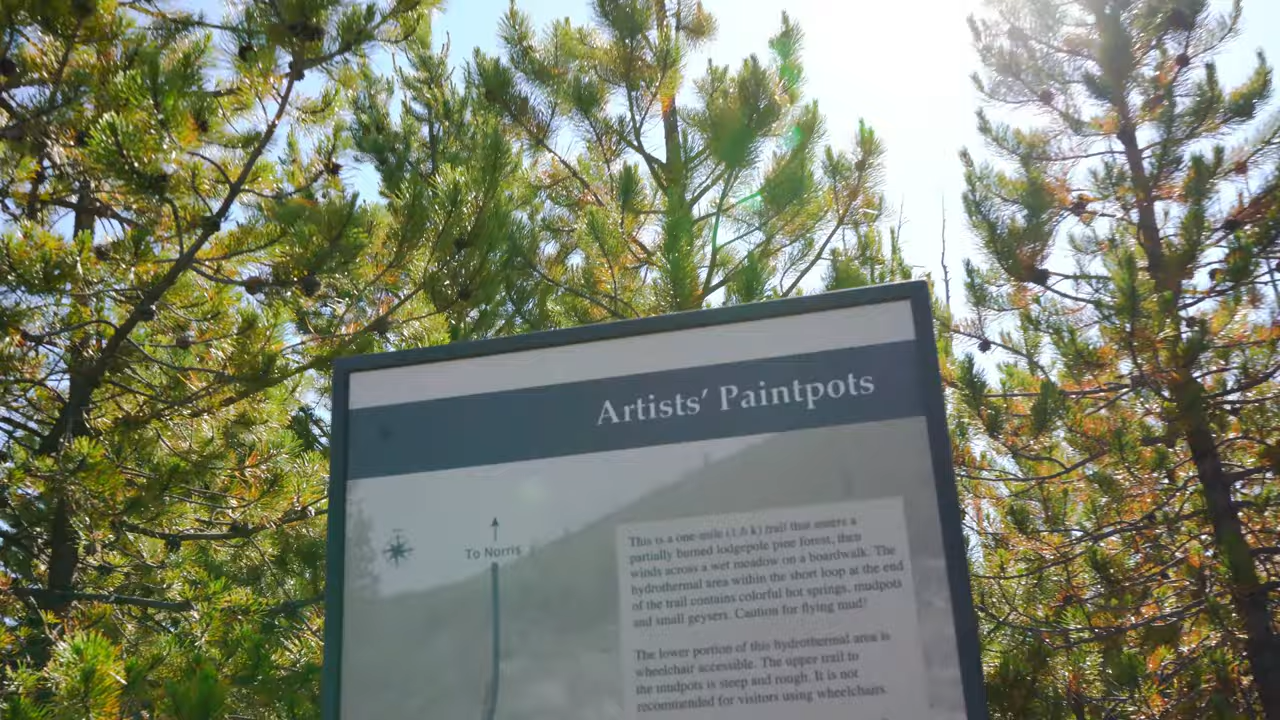 Artists' Paintpots
To Norris
This is a one-mile (1.6 k) trail that enters a
partially burned lodgepole pine forest, then
winds across a wet meadow on a boardwalk. The
hydrothermal area within the short loop at the end
of the trail contains colorful hot springs, mudpots
and small geysers. Caution for flying mud!
The lower portion of this hydrothermal area is
wheelchair accessible. The upper trail to
the mudpots is steep and rough. It is not
recommended for visitors using wheelchairs.